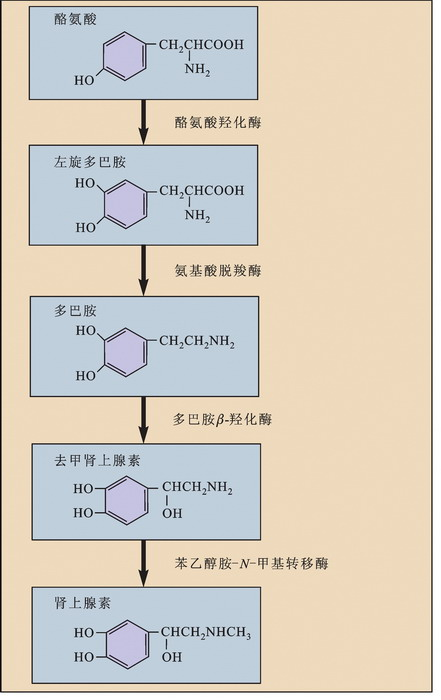 酪氨酸
CH₂CHCOOH
HO
NH₂
酪氨酸羟化酶
左旋多巴胺
HO
CH₂CHCOOH
NH₂
HO
氨基酸脱羧酶
多巴胺
HO
CH₂CH₂NH₂
HO
多巴胺β-羟化酶
去甲肾上腺素
HO
CHCH₂NH₂
HO
OH
苯乙醇胺-N-甲基转移酶
肾上腺素
HO
CHCH₂NHCH₃
HO
OH